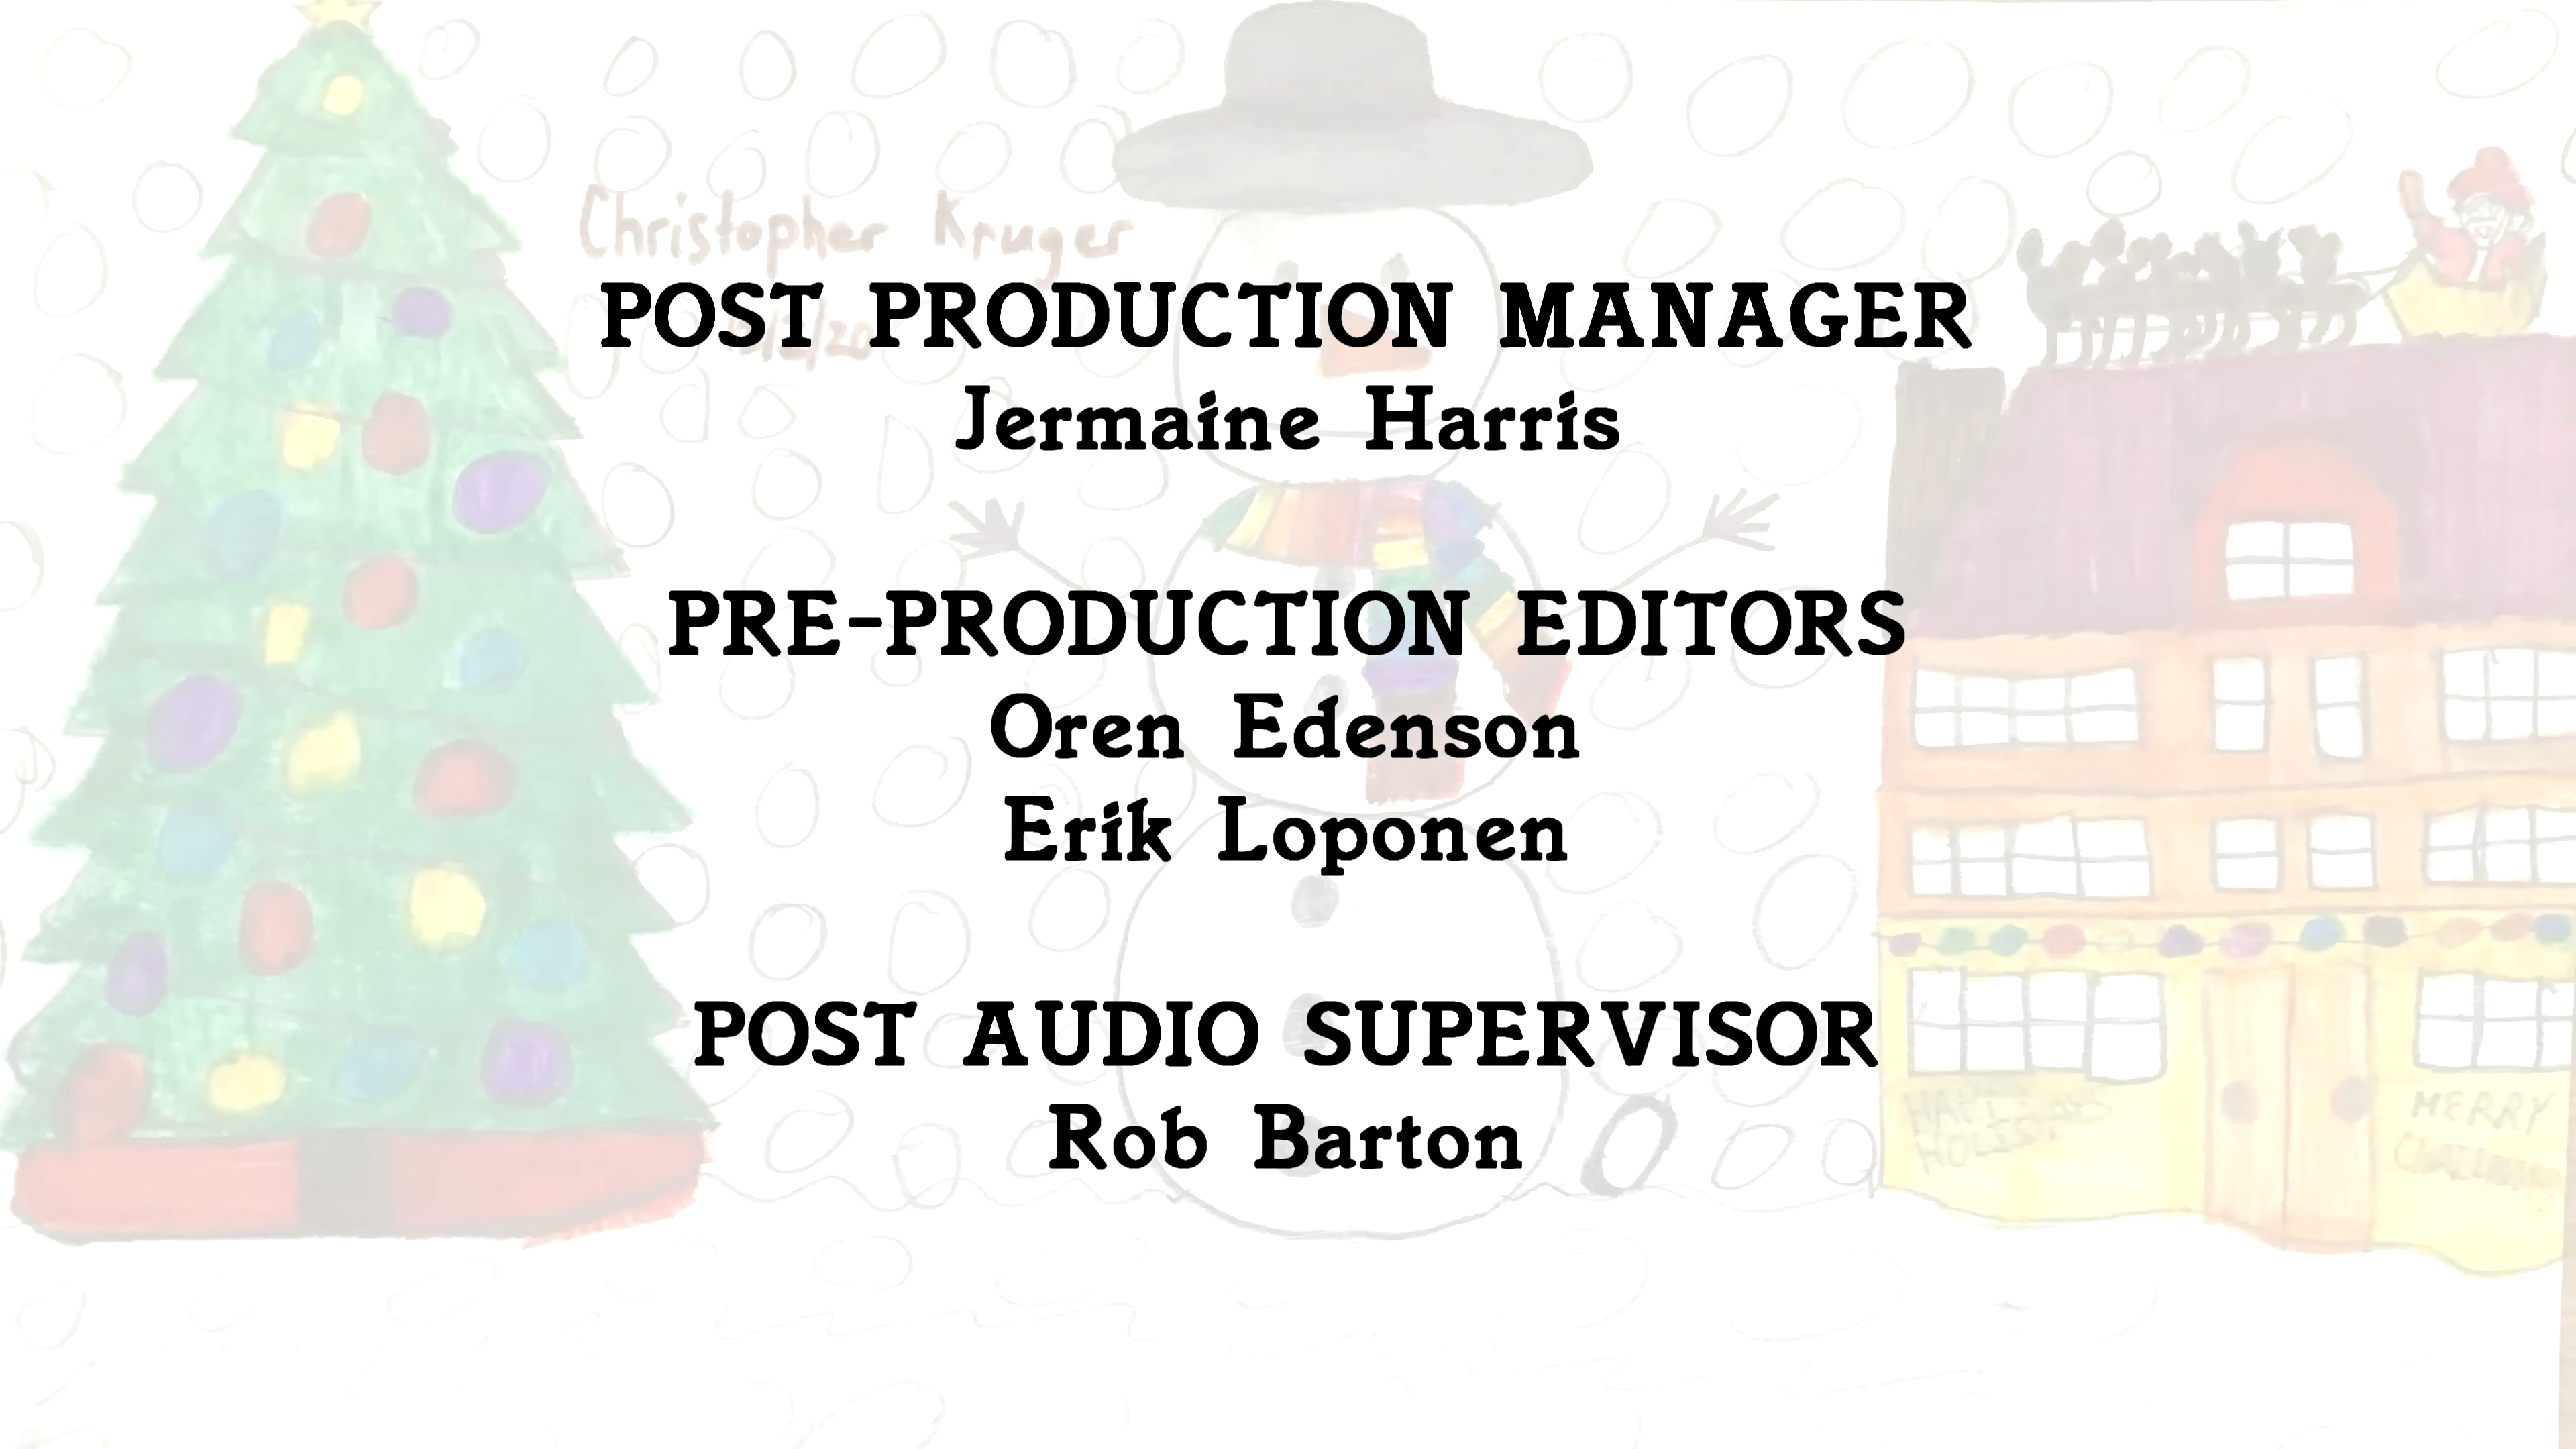 Christopher Kruger
POST PRODUCTION MANAGER
Jermaine Harris
PRE-PRODUCTION EDITORS
Oren Edenson
Erik Loponen
POST AUDIO SUPERVISOR
Rob Barton
MERRY